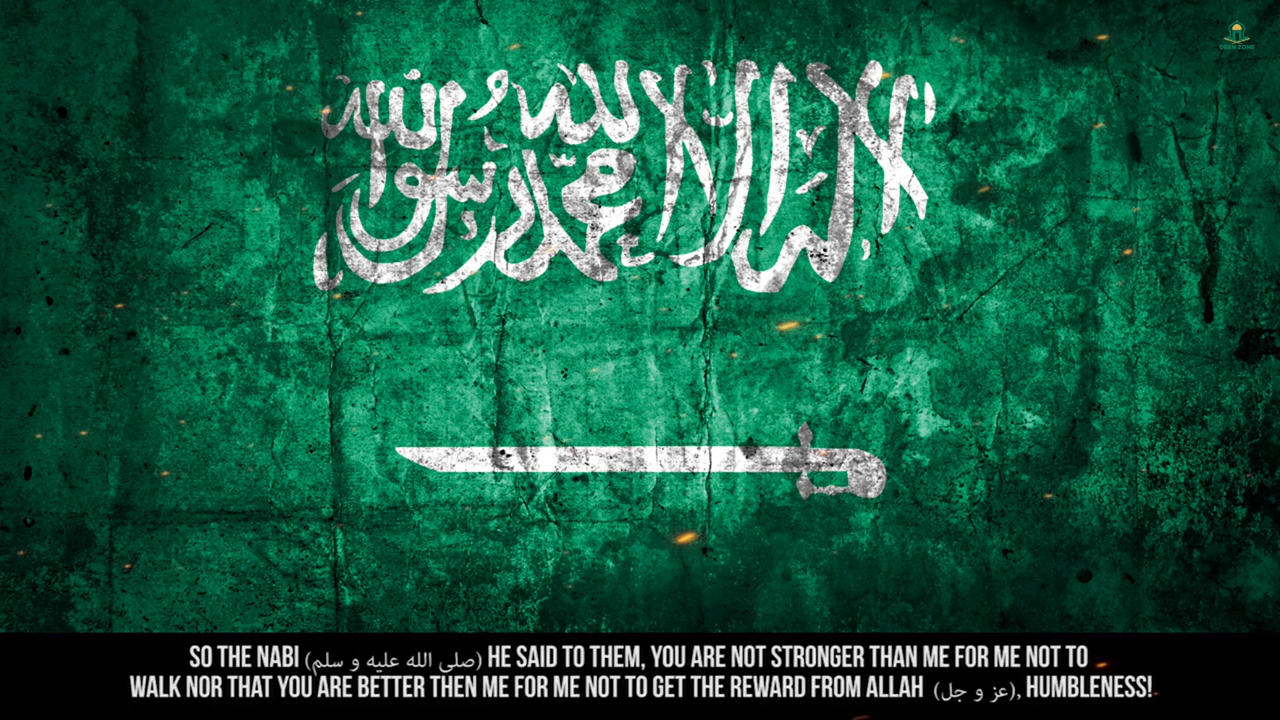 DEEN ZONE
لا إله إلا الله محمد رسول الله
SO THE NABI (صلى الله عليه و سلم) HE SAID TO THEM, YOU ARE NOT STRONGER THAN ME FOR ME NOT TO
WALK NOR THAT YOU ARE BETTER THEN ME FOR ME NOT TO GET THE REWARD FROM ALLAH (عز و جل), HUMBLENESS!